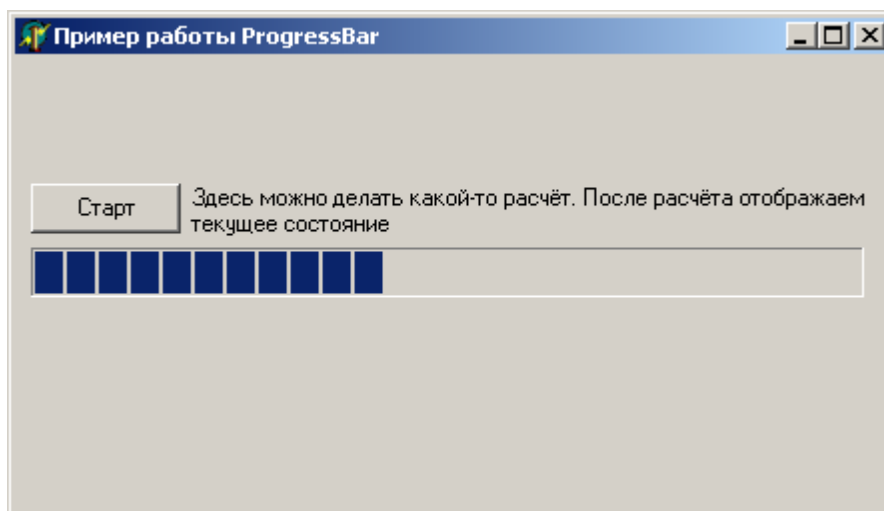 Пример работы ProgressBar
Старт
Здесь можно делать какой-то расчёт. После расчёта отображаем
текущее состояние